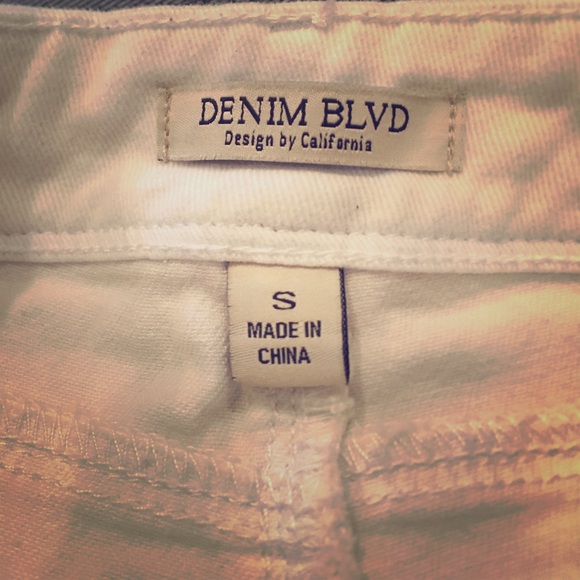 DENIM BLVD
Design by California
S
MADE IN
CHINA